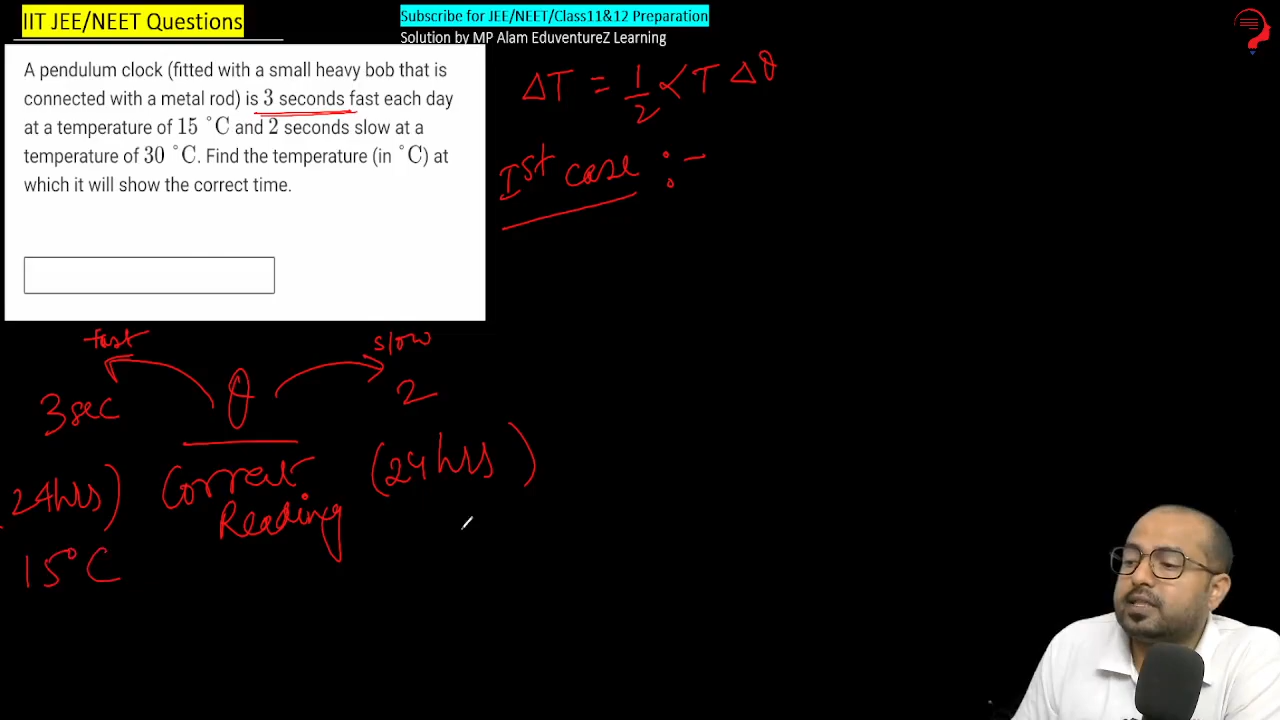 IIT JEE/NEET Questions
Subscribe for JEE/NEET/Class11&12 Preparation
Solution by MP Alam EduventureZ Learning
A pendulum clock (fitted with a small heavy bob that is
connected with a metal rod) is 3 seconds fast each day
at a temperature of 15 °C and 2 seconds slow at a
temperature of 30 °C. Find the temperature (in °C) at
which it will show the correct time.
ΔT = 1/2 α T Δθ
Ist case :-
fast
slow
3sec
θ
2
24hrs)
Correct
Reading
(24hrs)
15°C